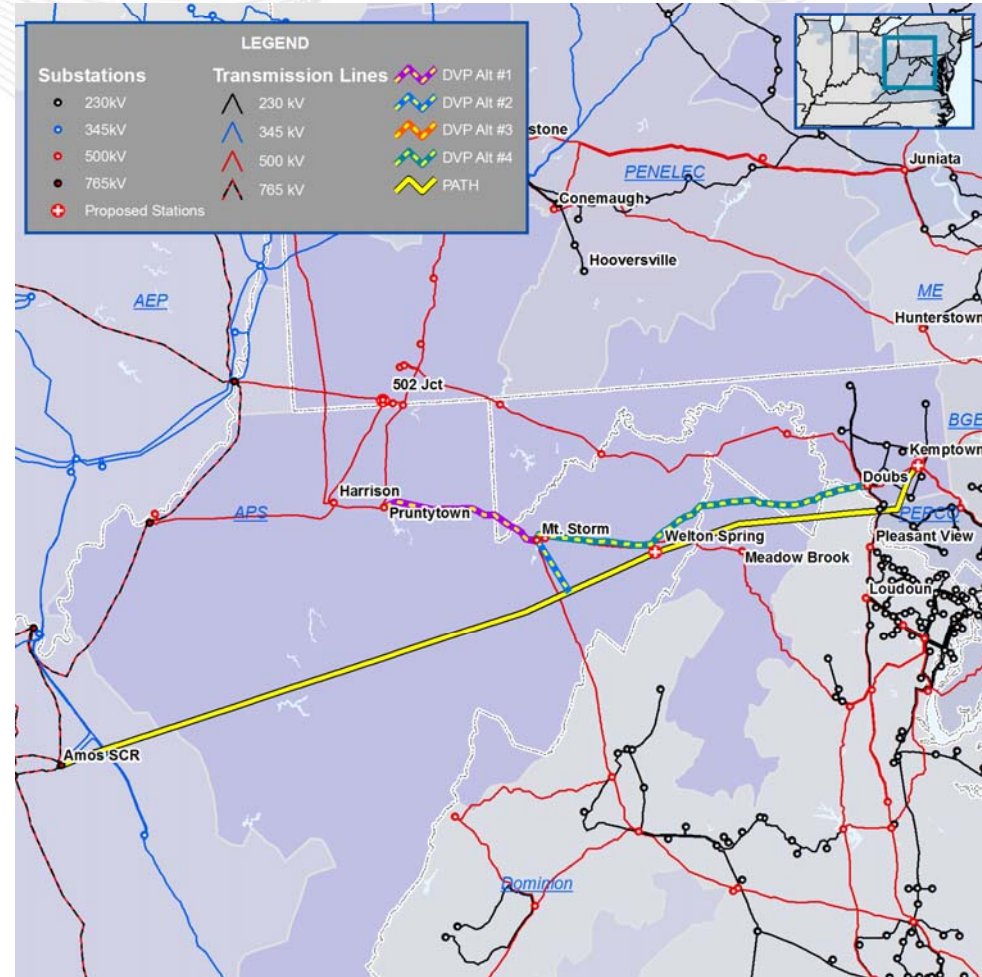 LEGEND
Substations
230kV
345kV
500kV
765kV
Proposed Stations
Transmission Lines
230 kV
345 kV
500 kV
765 kV
DVP Alt #1
DVP Alt #2
DVP Alt #3
DVP Alt #4
PATH
stone
Juniata
PENELEC
Conemaugh
Hooversville
AEP
ME
Hunterstown
502 Jct
BGE
Kemptown
Harrison
Doubs
APS
Pruntytown
PEPCO
Mt. Storm
Welton Spring
Pleasant View
Meadow Brook
Loudoun
Amos SCR
Dominion